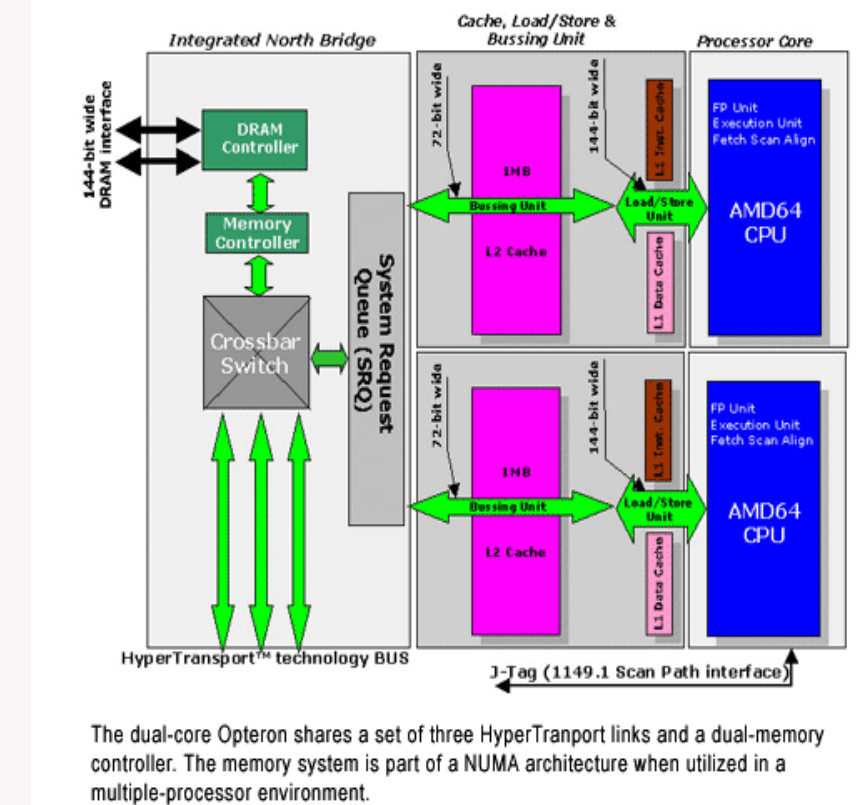 Integrated North Bridge
Cache, Load/Store &
Bussing Unit
Processor Core
144-bit wide
DRAM interface
DRAM
Controller
Memory
Controller
Crossbar
Switch
System Request
Queue (SRQ)
HyperTransport™ technology BUS
72-bit wide
144-bit wide
1MB
Bussing Unit
L2 Cache
L1 Inst. Cache
Load/Store
Unit
L1 Data Cache
FP Unit
Execution Unit
Fetch Scan Align
AMD64
CPU
72-bit wide
144-bit wide
1MB
Bussing Unit
L2 Cache
L1 Inst. Cache
Load/Store
Unit
L1 Data Cache
FP Unit
Execution Unit
Fetch Scan Align
AMD64
CPU
J-Tag (1149.1 Scan Path interface)
The dual-core Opteron shares a set of three HyperTranport links and a dual-memory
controller. The memory system is part of a NUMA architecture when utilized in a
multiple-processor environment.